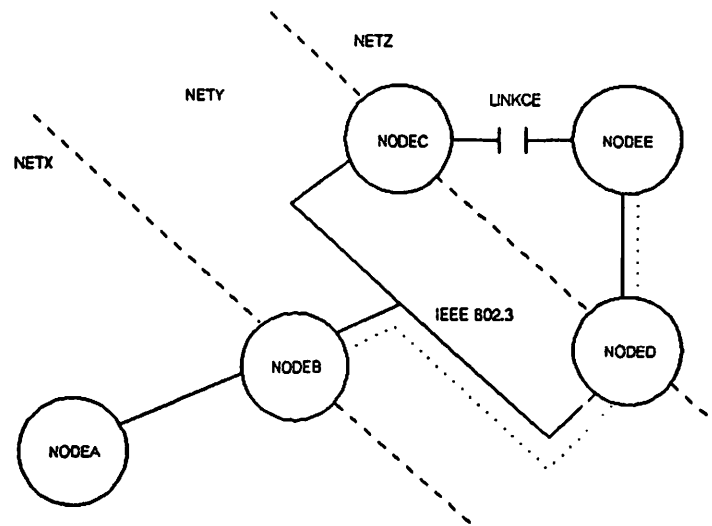 NETZ
NETY
LINKCE
NODEC
NODEE
NETX
IEEE 802.3
NODED
NODEB
NODEA